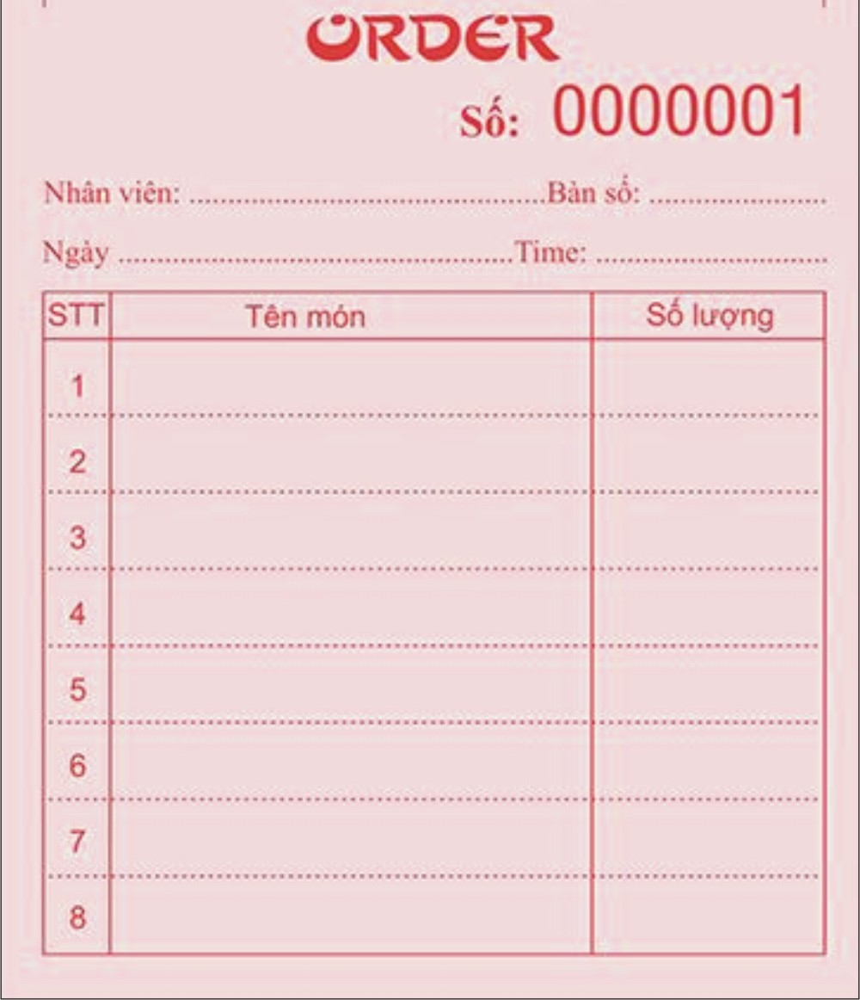 ORDER
Số: 0000001
Nhân viên: ..............................................Bàn số: .......................
Ngày ...................................................Time: ..............................
STT Tên món Số lượng
1
2
3
4
5
6
7
8